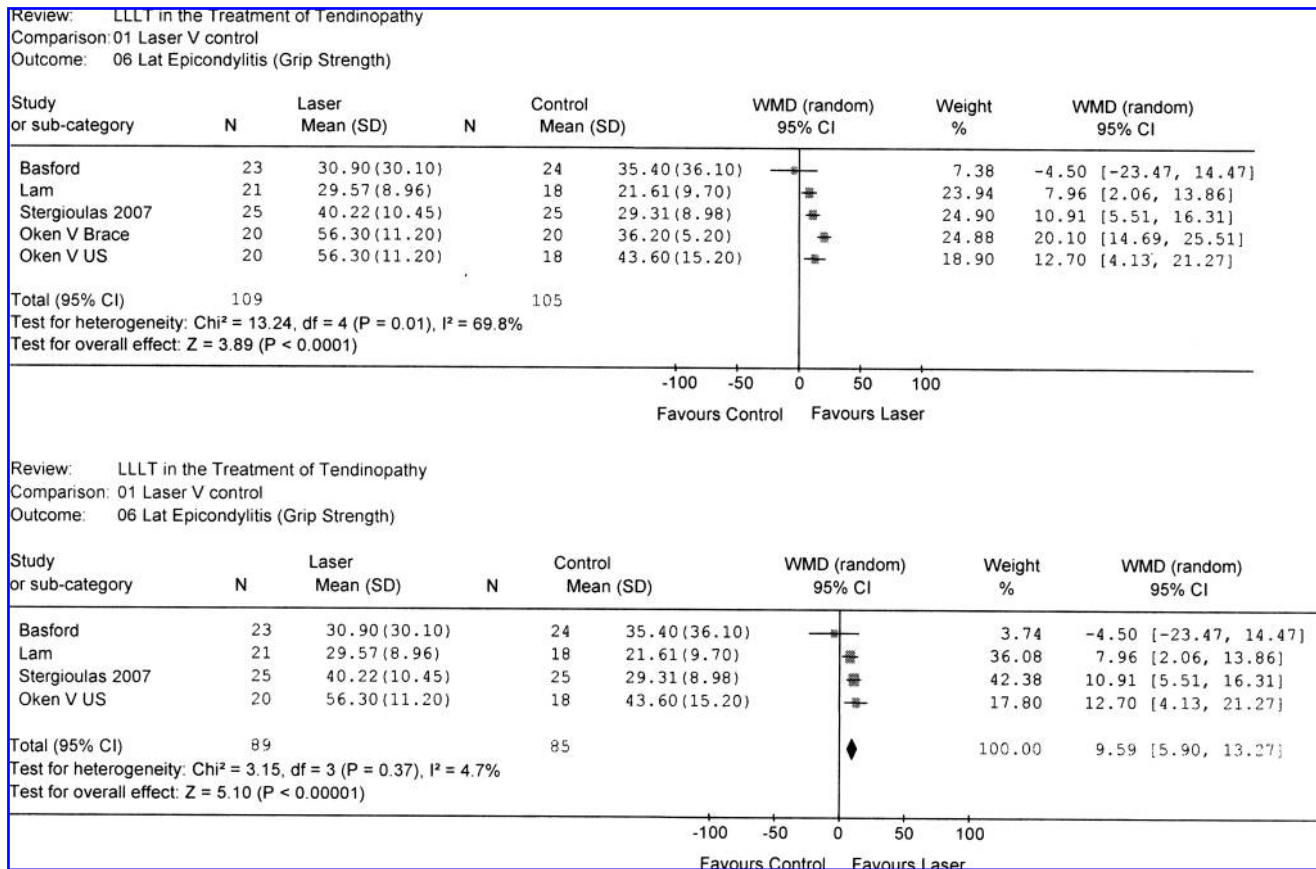 Review: LLLT in the Treatment of Tendinopathy
Comparison: 01 Laser V control
Outcome: 06 Lat Epicondylitis (Grip Strength)
Study Laser Control WMD (random) Weight WMD (random)
or sub-category N Mean (SD) N Mean (SD) 95% CI % 95% CI
Basford 23 30.90(30.10) 24 35.40(36.10) 7.38 -4.50 [-23.47, 14.47]
Lam 21 29.57(8.96) 18 21.61(9.70) 23.94 7.96 [2.06, 13.86]
Stergioulas 2007 25 40.22(10.45) 25 29.31(8.98) 24.90 10.91 [5.51, 16.31]
Oken V Brace 20 56.30(11.20) 20 36.20(5.20) 24.88 20.10 [14.69, 25.51]
Oken V US 20 56.30(11.20) 18 43.60(15.20) 18.90 12.70 [4.13, 21.27]
Total (95% CI) 109 105
Test for heterogeneity: Chi² = 13.24, df = 4 (P = 0.01), I² = 69.8%
Test for overall effect: Z = 3.89 (P < 0.0001)
-100 -50 0 50 100
Favours Control Favours Laser
Review: LLLT in the Treatment of Tendinopathy
Comparison: 01 Laser V control
Outcome: 06 Lat Epicondylitis (Grip Strength)
Study Laser Control WMD (random) Weight WMD (random)
or sub-category N Mean (SD) N Mean (SD) 95% CI % 95% CI
Basford 23 30.90(30.10) 24 35.40(36.10) 3.74 -4.50 [-23.47, 14.47]
Lam 21 29.57(8.96) 18 21.61(9.70) 36.08 7.96 [2.06, 13.86]
Stergioulas 2007 25 40.22(10.45) 25 29.31(8.98) 42.38 10.91 [5.51, 16.31]
Oken V US 20 56.30(11.20) 18 43.60(15.20) 17.80 12.70 [4.13, 21.27]
Total (95% CI) 89 85 100.00 9.59 [5.90, 13.27]
Test for heterogeneity: Chi² = 3.15, df = 3 (P = 0.37), I² = 4.7%
Test for overall effect: Z = 5.10 (P < 0.00001)
-100 -50 0 50 100
Favours Control Favours Laser